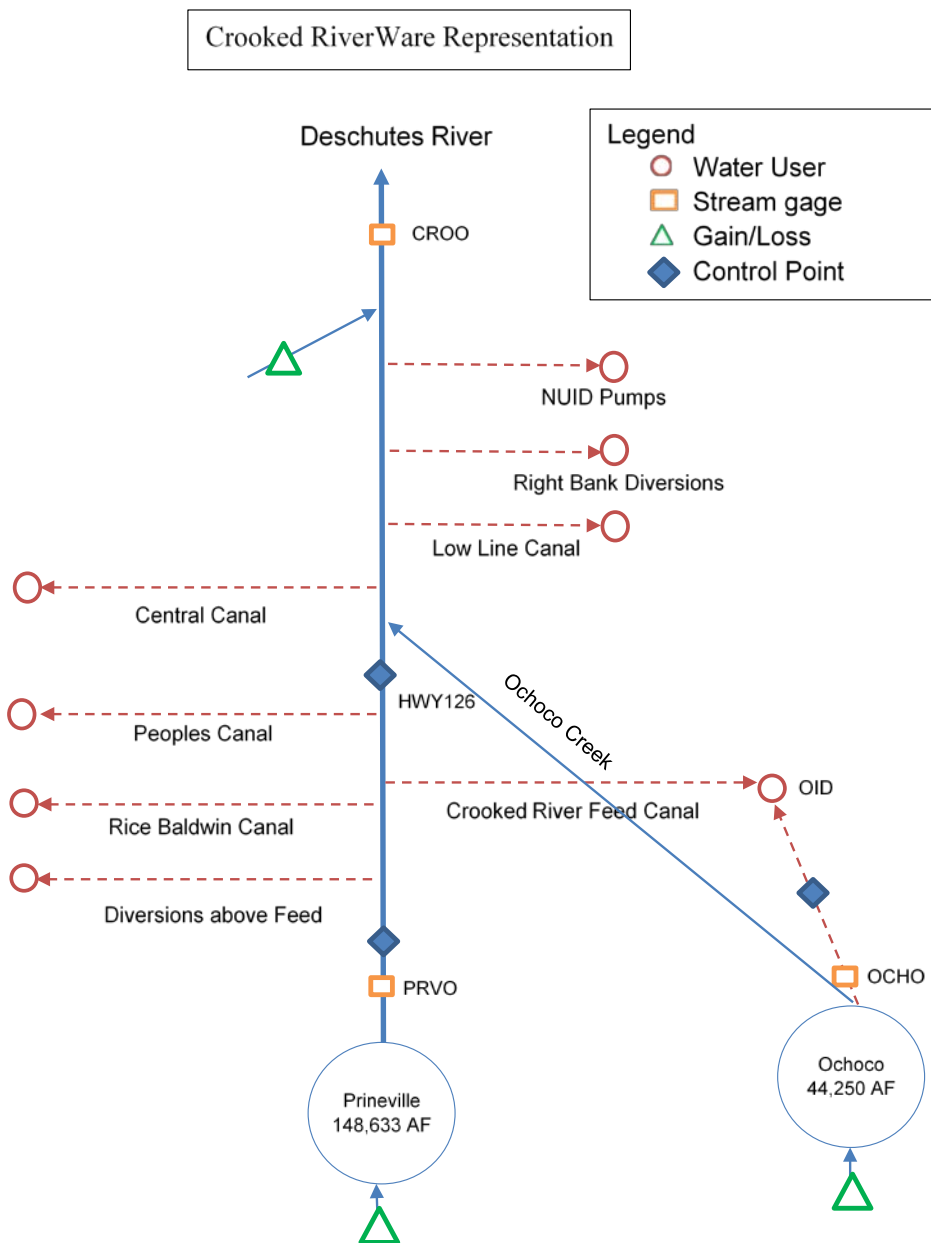 Crooked RiverWare Representation
Deschutes River
Legend
Water User
Stream gage
Gain/Loss
Control Point
CROO
NUID Pumps
Right Bank Diversions
Low Line Canal
Central Canal
HWY126
Ochoco Creek
Peoples Canal
Crooked River Feed Canal
OID
Rice Baldwin Canal
Diversions above Feed
PRVO
OCHO
Ochoco
44,250 AF
Prineville
148,633 AF